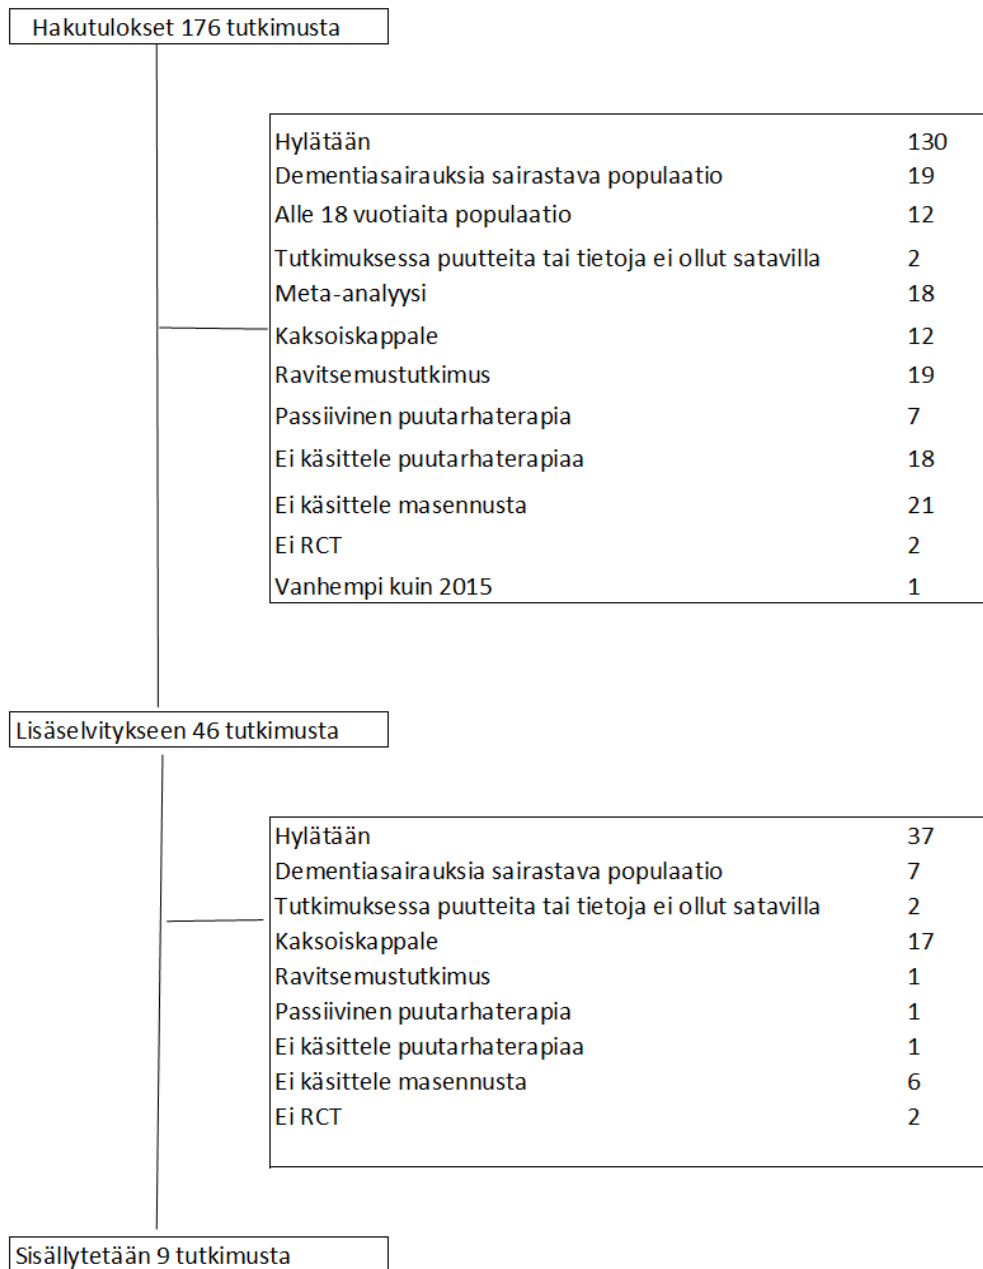 Hakutulokset 176 tutkimusta
Hylätään 130
Dementiasairauksia sairastava populaatio 19
Alle 18 vuotiaita populaatio 12
Tutkimuksessa puutteita tai tietoja ei ollut satavilla 2
Meta-analyysi 18
Kaksoiskappale 12
Ravitsemustutkimus 19
Passiivinen puutarhaterapia 7
Ei käsittele puutarhaterapiaa 18
Ei käsittele masennusta 21
Ei RCT 2
Vanhempi kuin 2015 1
Lisäselvitykseen 46 tutkimusta
Hylätään 37
Dementiasairauksia sairastava populaatio 7
Tutkimuksessa puutteita tai tietoja ei ollut satavilla 2
Kaksoiskappale 17
Ravitsemustutkimus 1
Passiivinen puutarhaterapia 1
Ei käsittele puutarhaterapiaa 1
Ei käsittele masennusta 6
Ei RCT 2
Sisällytetään 9 tutkimusta